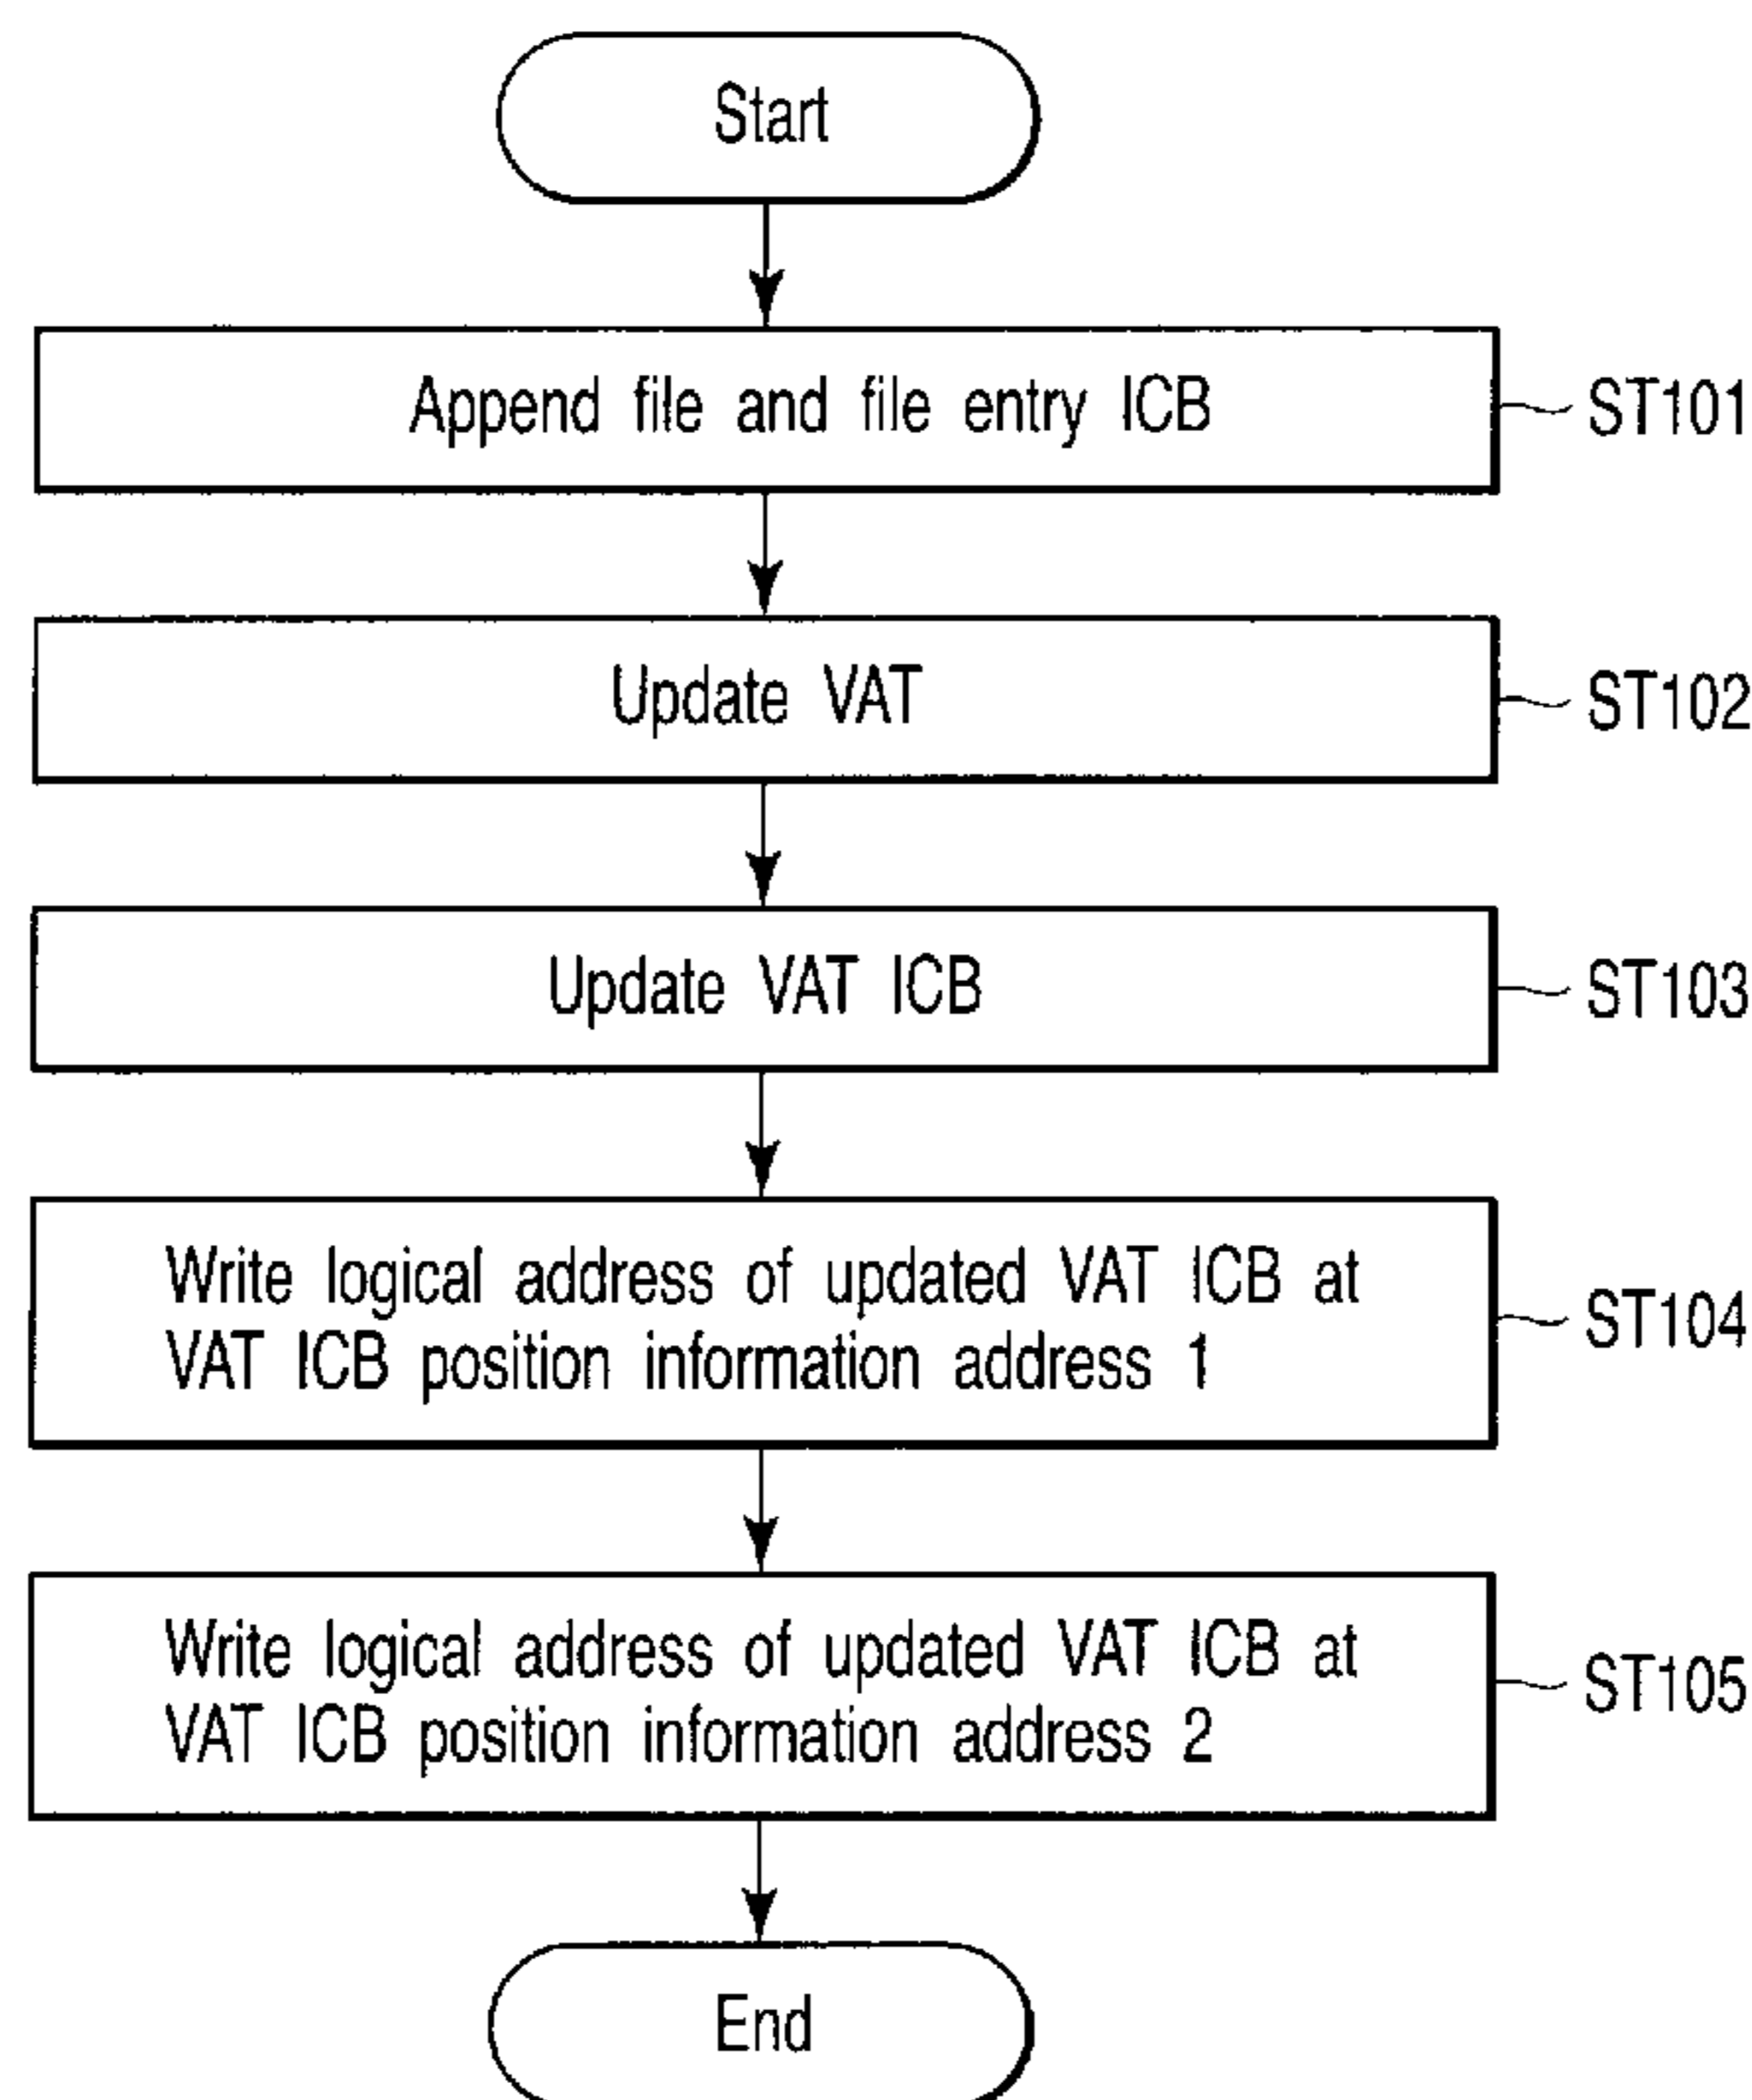 Start
Append file and file entry ICB
ST101
Update VAT
ST102
Update VAT ICB
ST103
Write logical address of updated VAT ICB at
VAT ICB position information address 1
ST104
Write logical address of updated VAT ICB at
VAT ICB position information address 2
ST105
End